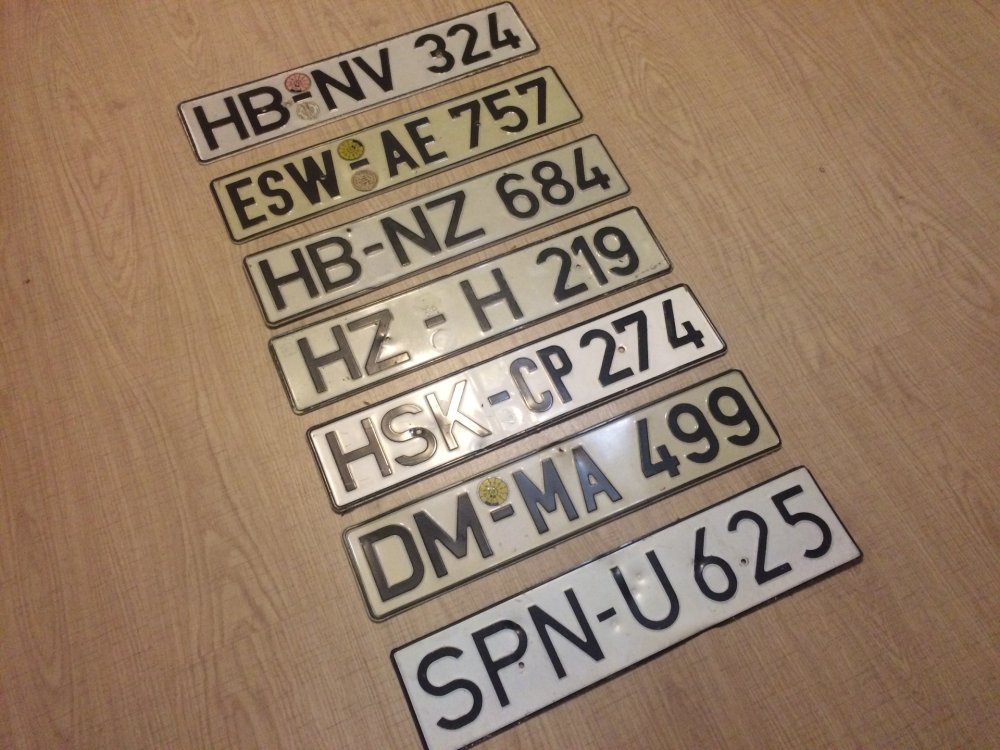 HB-NV 324
ESW-AE 757
HB-NZ 684
HZ-H 219
HSK-CP 274
DM-MA 499
SPN-U 625